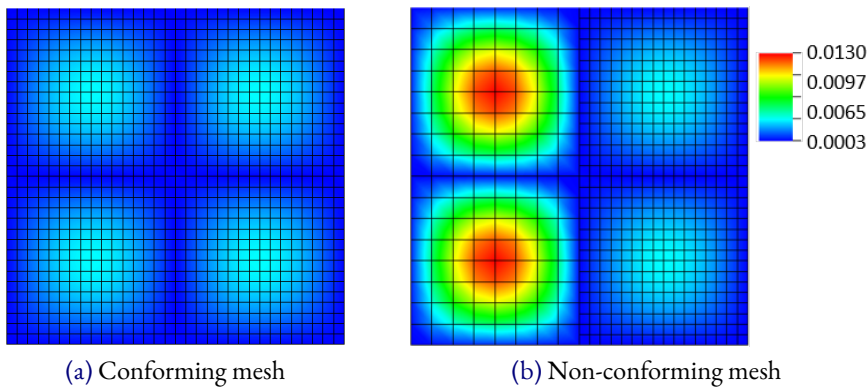 0.0130
0.0097
0.0065
0.0003
(a) Conforming mesh
(b) Non-conforming mesh